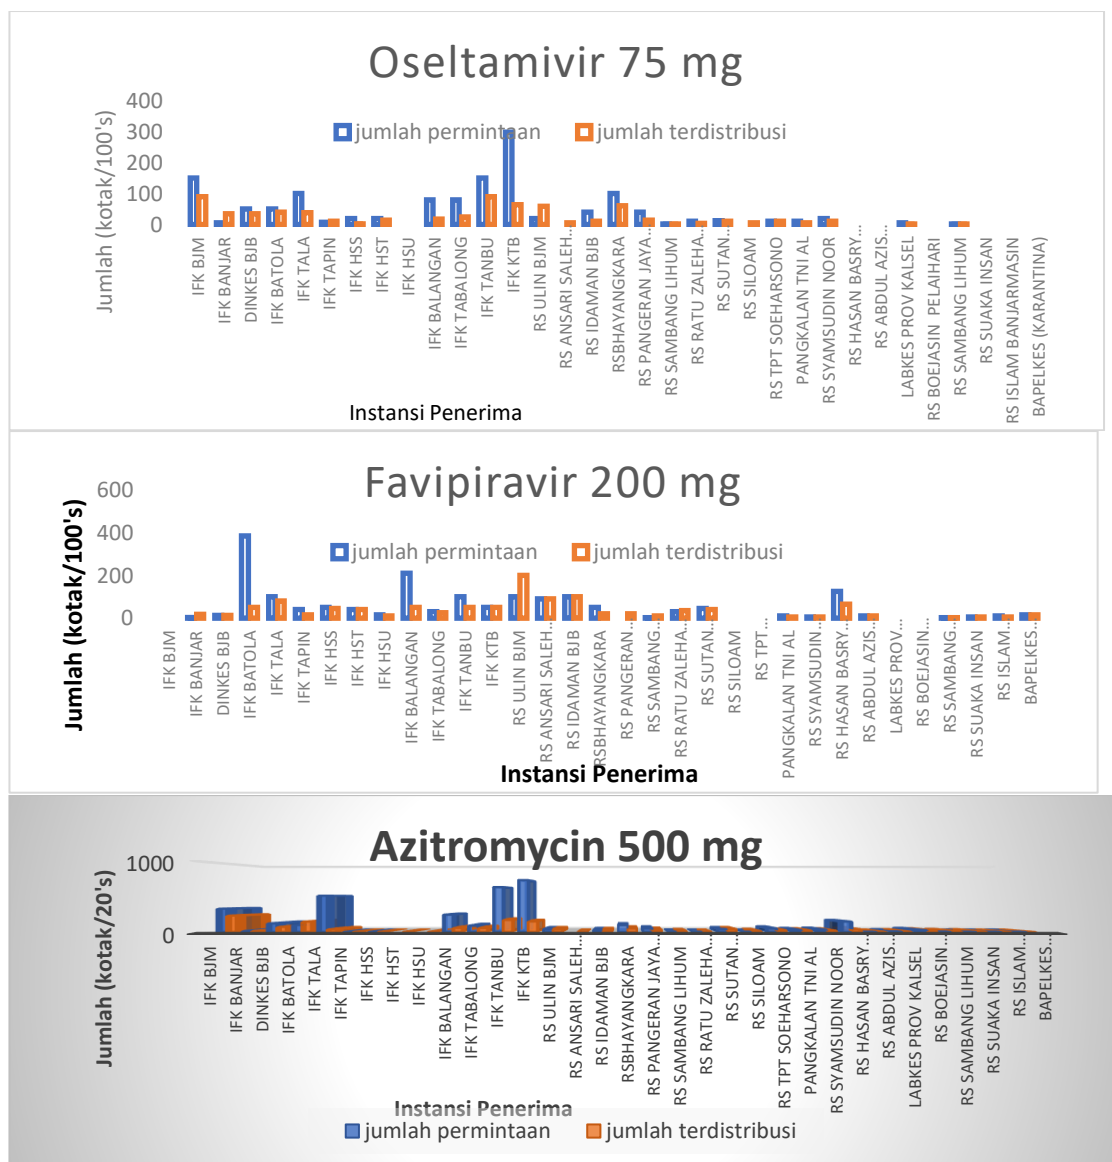 Oseltamivir 75 mg
Jumlah (kotak/100's)
400
300
200
100
0
jumlah permintaan
jumlah terdistribusi
IFK BJM
IFK BANJAR
DINKES BJB
IFK BATOLA
IFK TALA
IFK TAPIN
IFK HSS
IFK HST
IFK HSU
IFK BALANGAN
IFK TABALONG
IFK TANBU
IFK KTB
RS ULIN BJM
RS ANSARI SALEH…
RS IDAMAN BJB
RSBHAYANGKARA
RS PANGERAN JAYA…
RS SAMBANG LIHUM
RS RATU ZALEHA…
RS SUTAN…
RS SILOAM
RS TPT SOEHARSONO
PANGKALAN TNI AL
RS SYAMSUDIN NOOR
RS HASAN BASRY…
RS ABDUL AZIS…
LABKES PROV KALSEL
RS BOEJASIN  PELAIHARI
RS SAMBANG LIHUM
RS SUAKA INSAN
RS ISLAM BANJARMASIN
BAPELKES (KARANTINA)
Instansi Penerima
Favipiravir 200 mg
Jumlah (kotak/100's)
600
400
200
0
jumlah permintaan
jumlah terdistribusi
IFK BJM
IFK BANJAR
DINKES BJB
IFK BATOLA
IFK TALA
IFK TAPIN
IFK HSS
IFK HST
IFK HSU
IFK BALANGAN
IFK TABALONG
IFK TANBU
IFK KTB
RS ULIN BJM
RS ANSARI SALEH…
RS IDAMAN BJB
RSBHAYANGKARA
RS PANGERAN…
RS SAMBANG…
RS RATU ZALEHA…
RS SUTAN…
RS SILOAM
RS TPT…
PANGKALAN TNI AL
RS SYAMSUDIN…
RS HASAN BASRY…
RS ABDUL AZIS…
LABKES PROV…
RS BOEJASIN…
RS SAMBANG…
RS SUAKA INSAN
RS ISLAM…
BAPELKES…
Instansi Penerima
Azitromycin 500 mg
Jumlah (kotak/20's)
1000
0
IFK BJM
IFK BANJAR
DINKES BJB
IFK BATOLA
IFK TALA
IFK TAPIN
IFK HSS
IFK HST
IFK HSU
IFK BALANGAN
IFK TABALONG
IFK TANBU
IFK KTB
RS ULIN BJM
RS ANSARI SALEH…
RS IDAMAN BJB
RSBHAYANGKARA
RS PANGERAN JAYA…
RS SAMBANG LIHUM
RS RATU ZALEHA…
RS SUTAN…
RS SILOAM
RS TPT SOEHARSONO
PANGKALAN TNI AL
RS SYAMSUDIN NOOR
RS HASAN BASRY…
RS ABDUL AZIS…
LABKES PROV KALSEL
RS BOEJASIN…
RS SAMBANG LIHUM
RS SUAKA INSAN
RS ISLAM…
BAPELKES…
Instansi Penerima
jumlah permintaan
jumlah terdistribusi